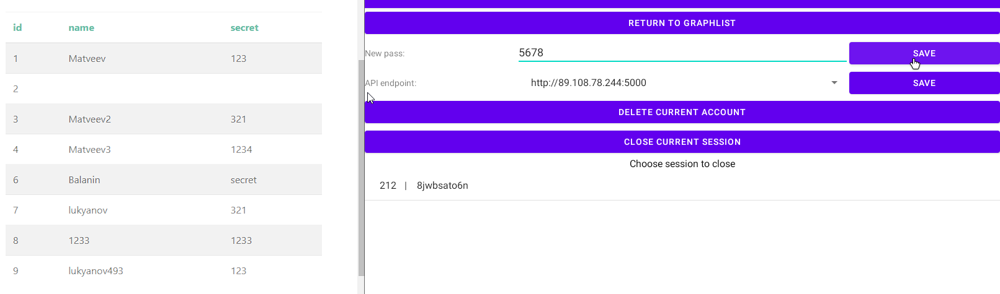 id name secret
1 Matveev 123
2
3 Matveev2 321
4 Matveev3 1234
6 Balanin secret
7 lukyanov 321
8 1233 1233
9 lukyanov493 123
RETURN TO GRAPHLIST
New pass: 5678 SAVE
API endpoint: http://89.108.78.244:5000 SAVE
DELETE CURRENT ACCOUNT
CLOSE CURRENT SESSION
Choose session to close
212 | 8jwbsato6n